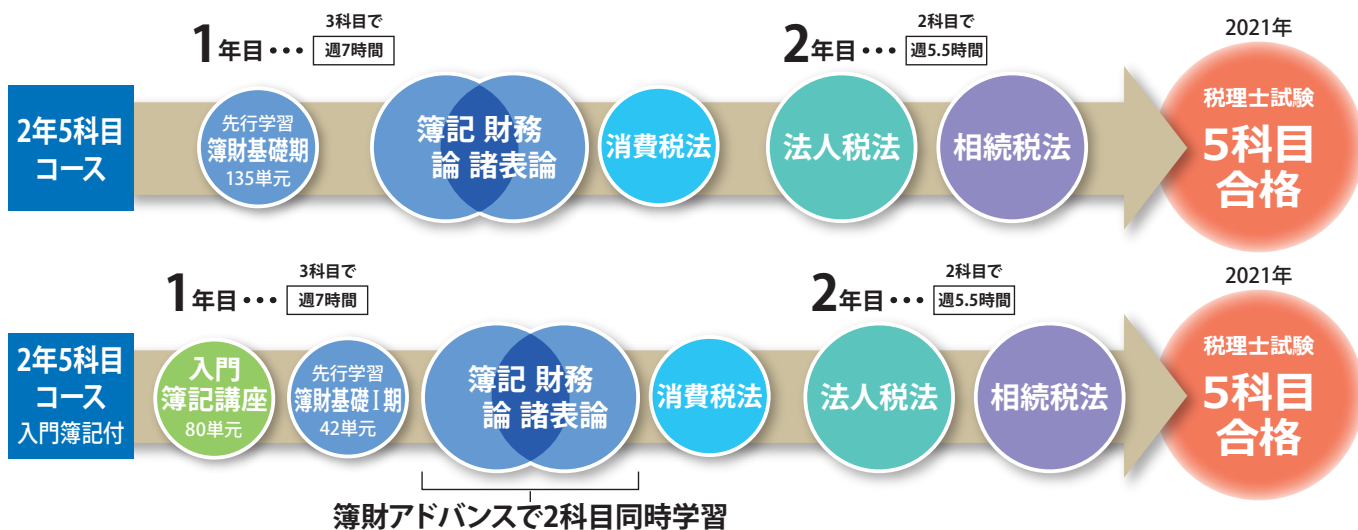 1年目・・・
3科目で
週7時間
2年目・・・
2科目で
週5.5時間
2021年
2年5科目
コース
先行学習
簿財基礎期
135単元
簿記 財務
論 諸表論
消費税法
法人税法
相続税法
税理士試験
5科目
合格
1年目・・・
3科目で
週7時間
2年目・・・
2科目で
週5.5時間
2021年
2年5科目
コース
入門簿記付
入門
簿記講座
80単元
先行学習
簿財基礎Ⅰ期
42単元
簿記 財務
論 諸表論
消費税法
法人税法
相続税法
税理士試験
5科目
合格
簿財アドバンスで2科目同時学習